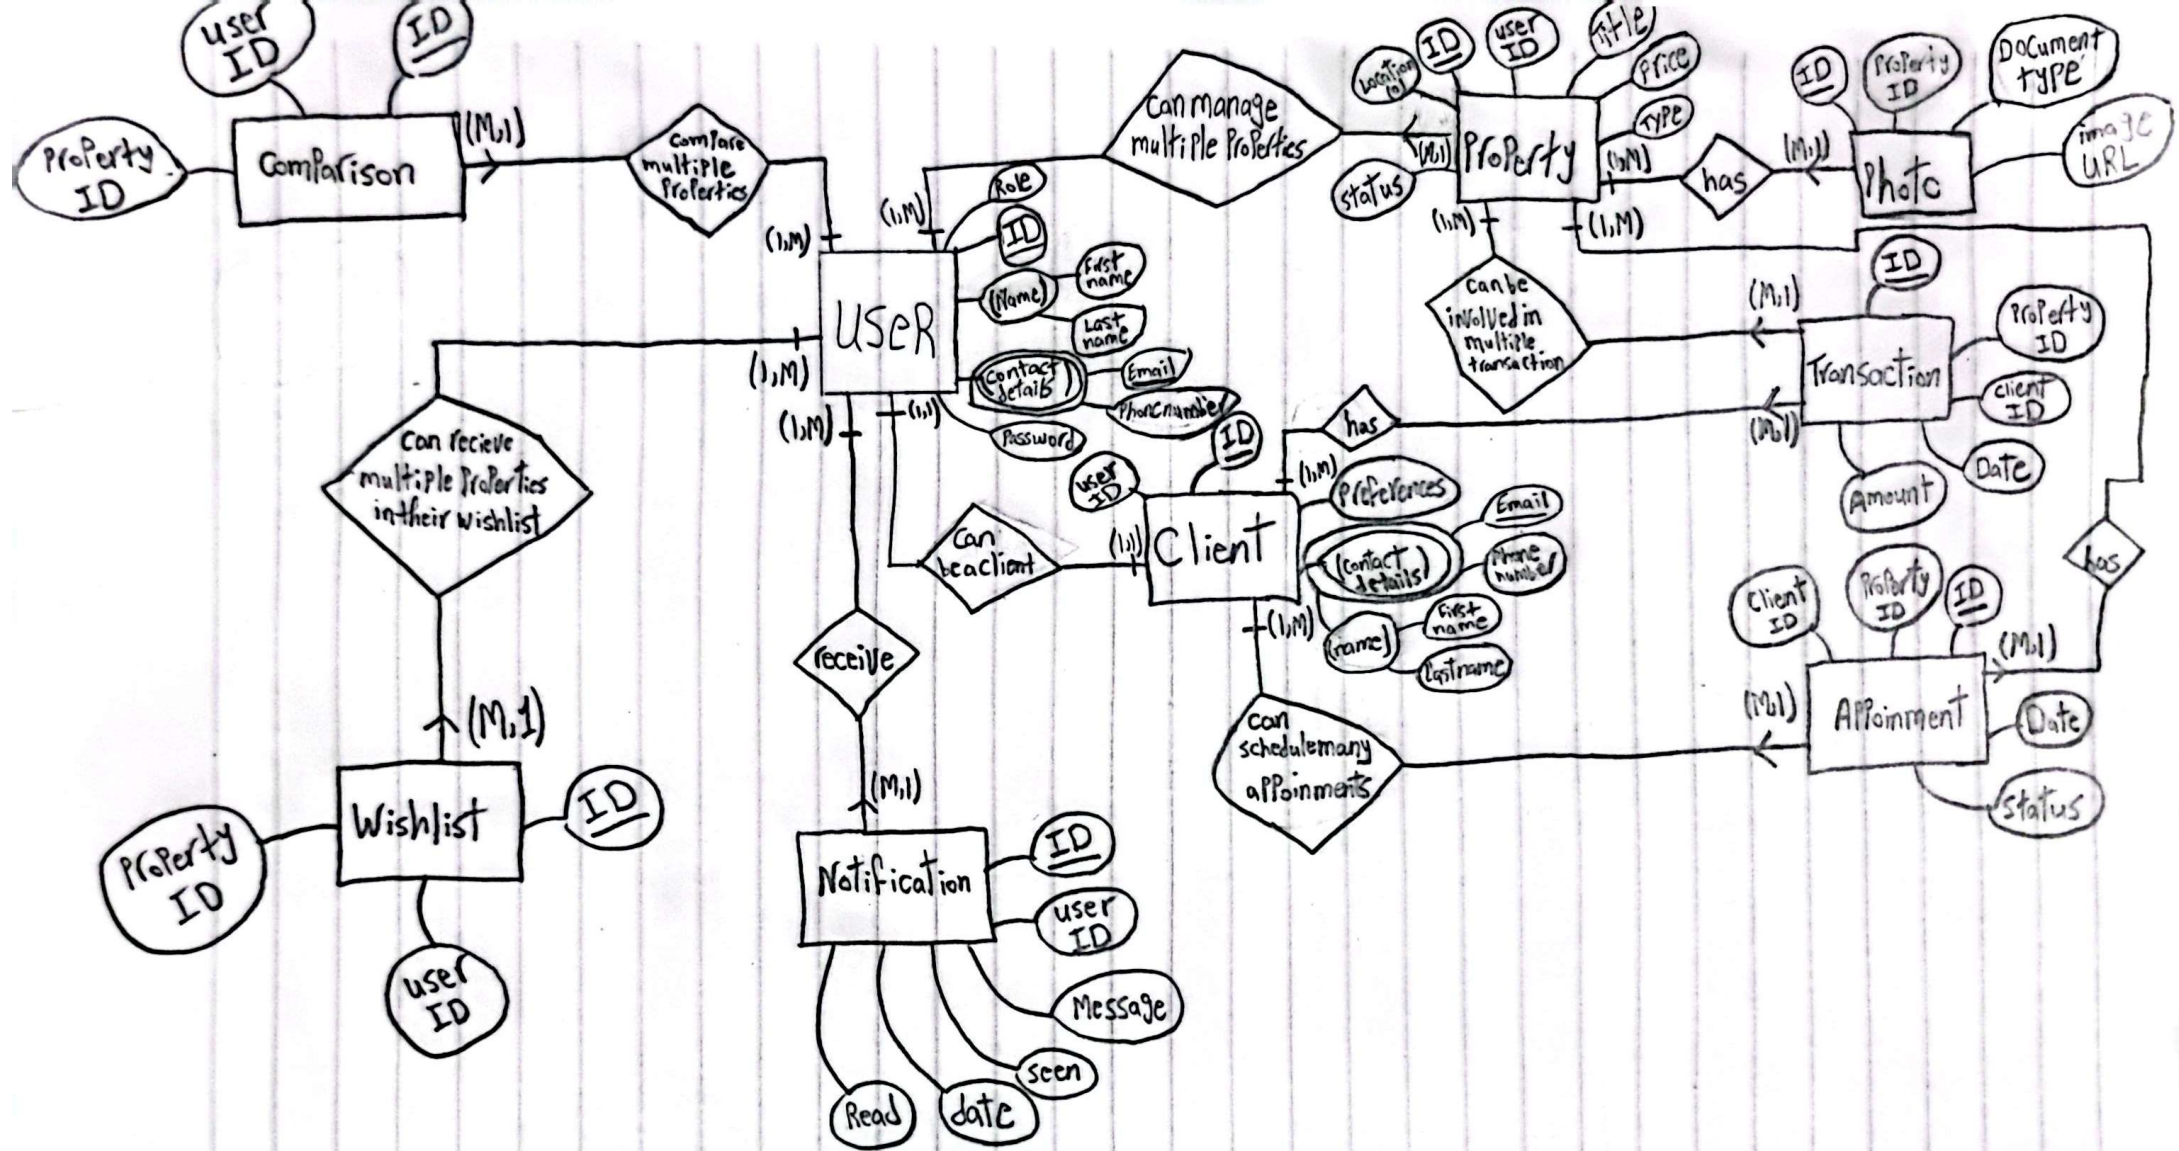 user
ID
ID
Property
ID
Comparison
(M,1)
Compare
multiple
Properties
(1,M)
can manage
multiple Properties
(1,M)
(M,1)
Location
ID
user
ID
Title
Price
Type
Status
Property
(1,M)
has
(M,1)
ID
Property
ID
Document
Type
image
URL
Photo
(1,M)
(1,M)
Role
ID
(Name)
First
name
Last
name
USER
(contact
details)
Email
Phonenumber
Password
(1,M)
(1,M)
(1,1)
can be
involved in
multiple
transaction
(M,1)
ID
Property
ID
client
ID
Transaction
Date
Amount
(M,1)
has
(1,M)
can recieve
multiple Properties
in their wishlist
(M,1)
Wishlist
ID
Property
ID
user
ID
can
be a client
(1,1)
user
ID
ID
Client
Preferences
(contact
details)
Email
Phone
number
(name)
First
name
Lastname
(1,M)
can
schedule many
appoinments
(M,1)
Client
ID
Property
ID
ID
(M,1)
has
Appoinment
Date
Status
receive
(M,1)
Notification
ID
user
ID
Message
seen
date
Read